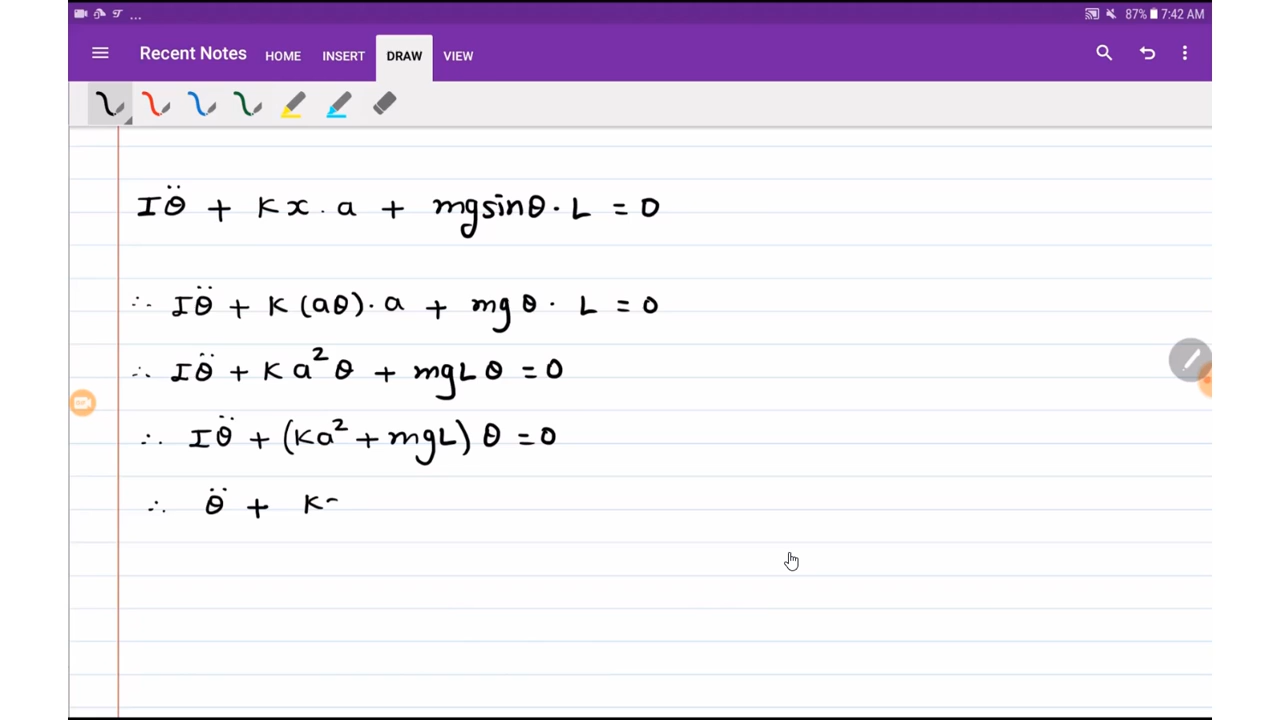 ... 87% 7:42 AM
Recent Notes HOME INSERT DRAW VIEW
Iθ̈ + Kx · a + mgsinθ · L = 0
∴ Iθ̈ + K(aθ) · a + mgθ · L = 0
∴ Iθ̈ + Ka²θ + mgLθ = 0
∴ Iθ̈ + (Ka² + mgL)θ = 0
∴ θ̈ + K